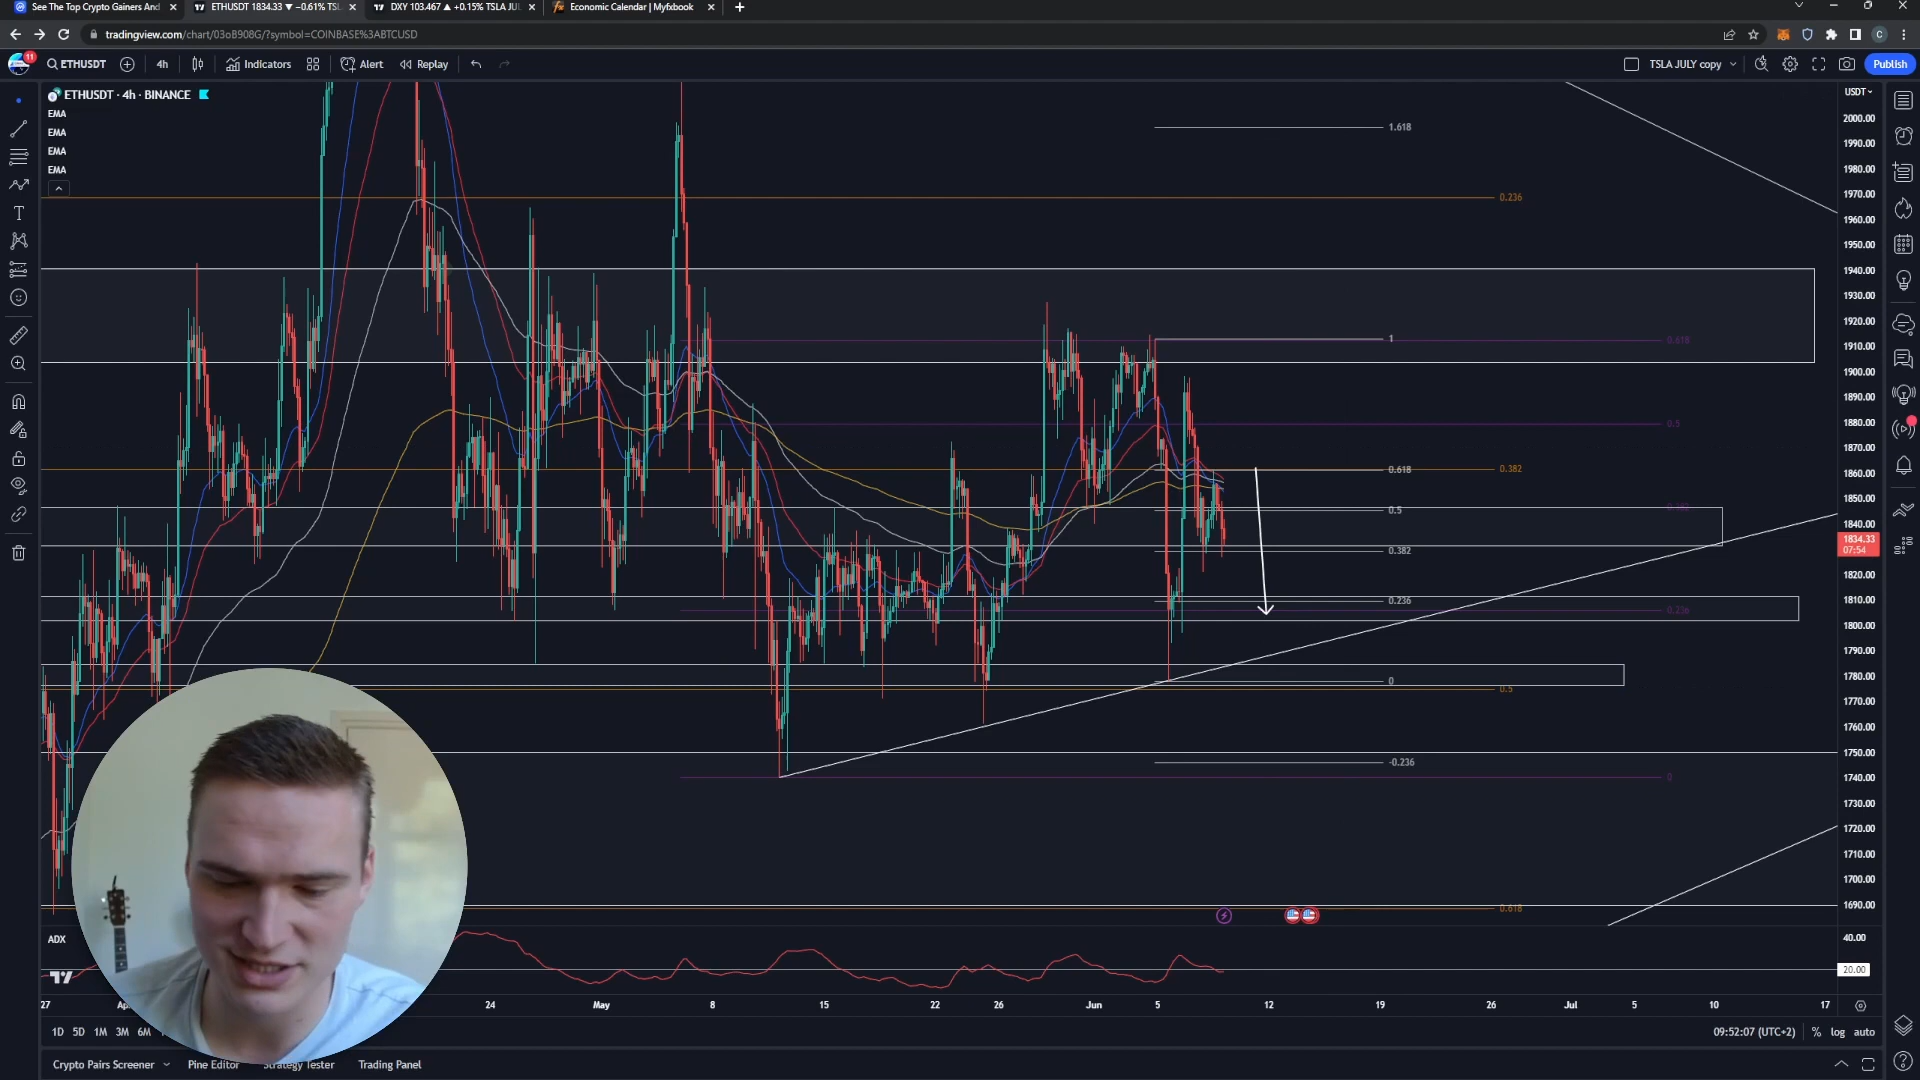 See The Top Crypto Gainers And
ETHUSDT 1834.33 ▼ −0.61% TSL
DXY 103.467 ▲ +0.15% TSLA JUL
Economic Calendar | Myfxbook
tradingview.com/chart/03oB908G/?symbol=COINBASE%3ABTCUSD
11
ETHUSDT
4h
Indicators
Alert
Replay
TSLA JULY copy
Publish
ETHUSDT · 4h · BINANCE
EMA
EMA
EMA
EMA
USDT
2000.00
1990.00
1980.00
1970.00
1960.00
1950.00
1940.00
1930.00
1920.00
1910.00
1900.00
1890.00
1880.00
1870.00
1860.00
1850.00
1840.00
1834.33
07:54
1820.00
1810.00
1800.00
1790.00
1780.00
1770.00
1760.00
1750.00
1740.00
1730.00
1720.00
1710.00
1700.00
1690.00
1.618
0.236
1
0.618
0.5
0.618
0.382
0.5
0.382
0.382
0.236
0.236
0
0.5
-0.236
0
0.618
ADX
40.00
20.00
27
24
May
8
15
22
26
Jun
5
12
19
26
Jul
5
10
17
1D
5D
1M
3M
6M
09:52:07 (UTC+2)
%
log
auto
Crypto Pairs Screener
Pine Editor
Strategy Tester
Trading Panel